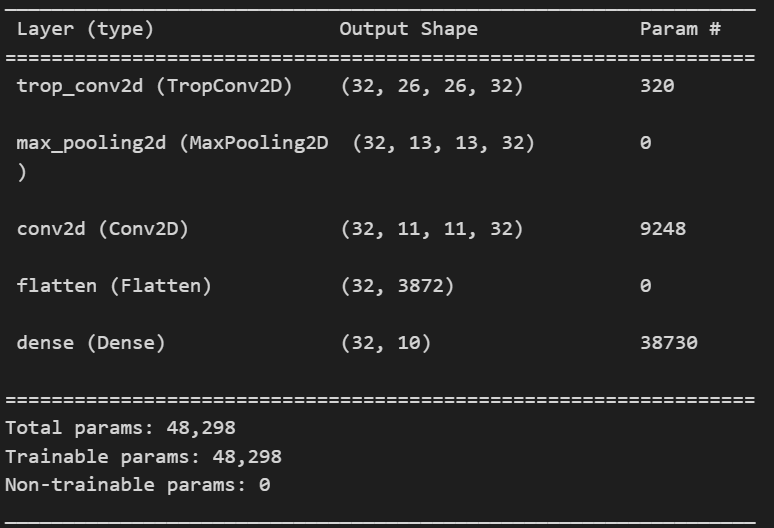 Layer (type) Output Shape Param #
trop_conv2d (TropConv2D) (32, 26, 26, 32) 320
max_pooling2d (MaxPooling2D (32, 13, 13, 32) 0
)
conv2d (Conv2D) (32, 11, 11, 32) 9248
flatten (Flatten) (32, 3872) 0
dense (Dense) (32, 10) 38730
Total params: 48,298
Trainable params: 48,298
Non-trainable params: 0